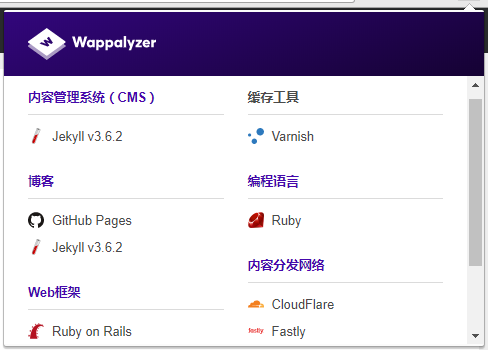 Wappalyzer
内容管理系统（CMS）
Jekyll v3.6.2
博客
GitHub Pages
Jekyll v3.6.2
Web框架
Ruby on Rails
缓存工具
Varnish
编程语言
Ruby
内容分发网络
CloudFlare
fastly Fastly